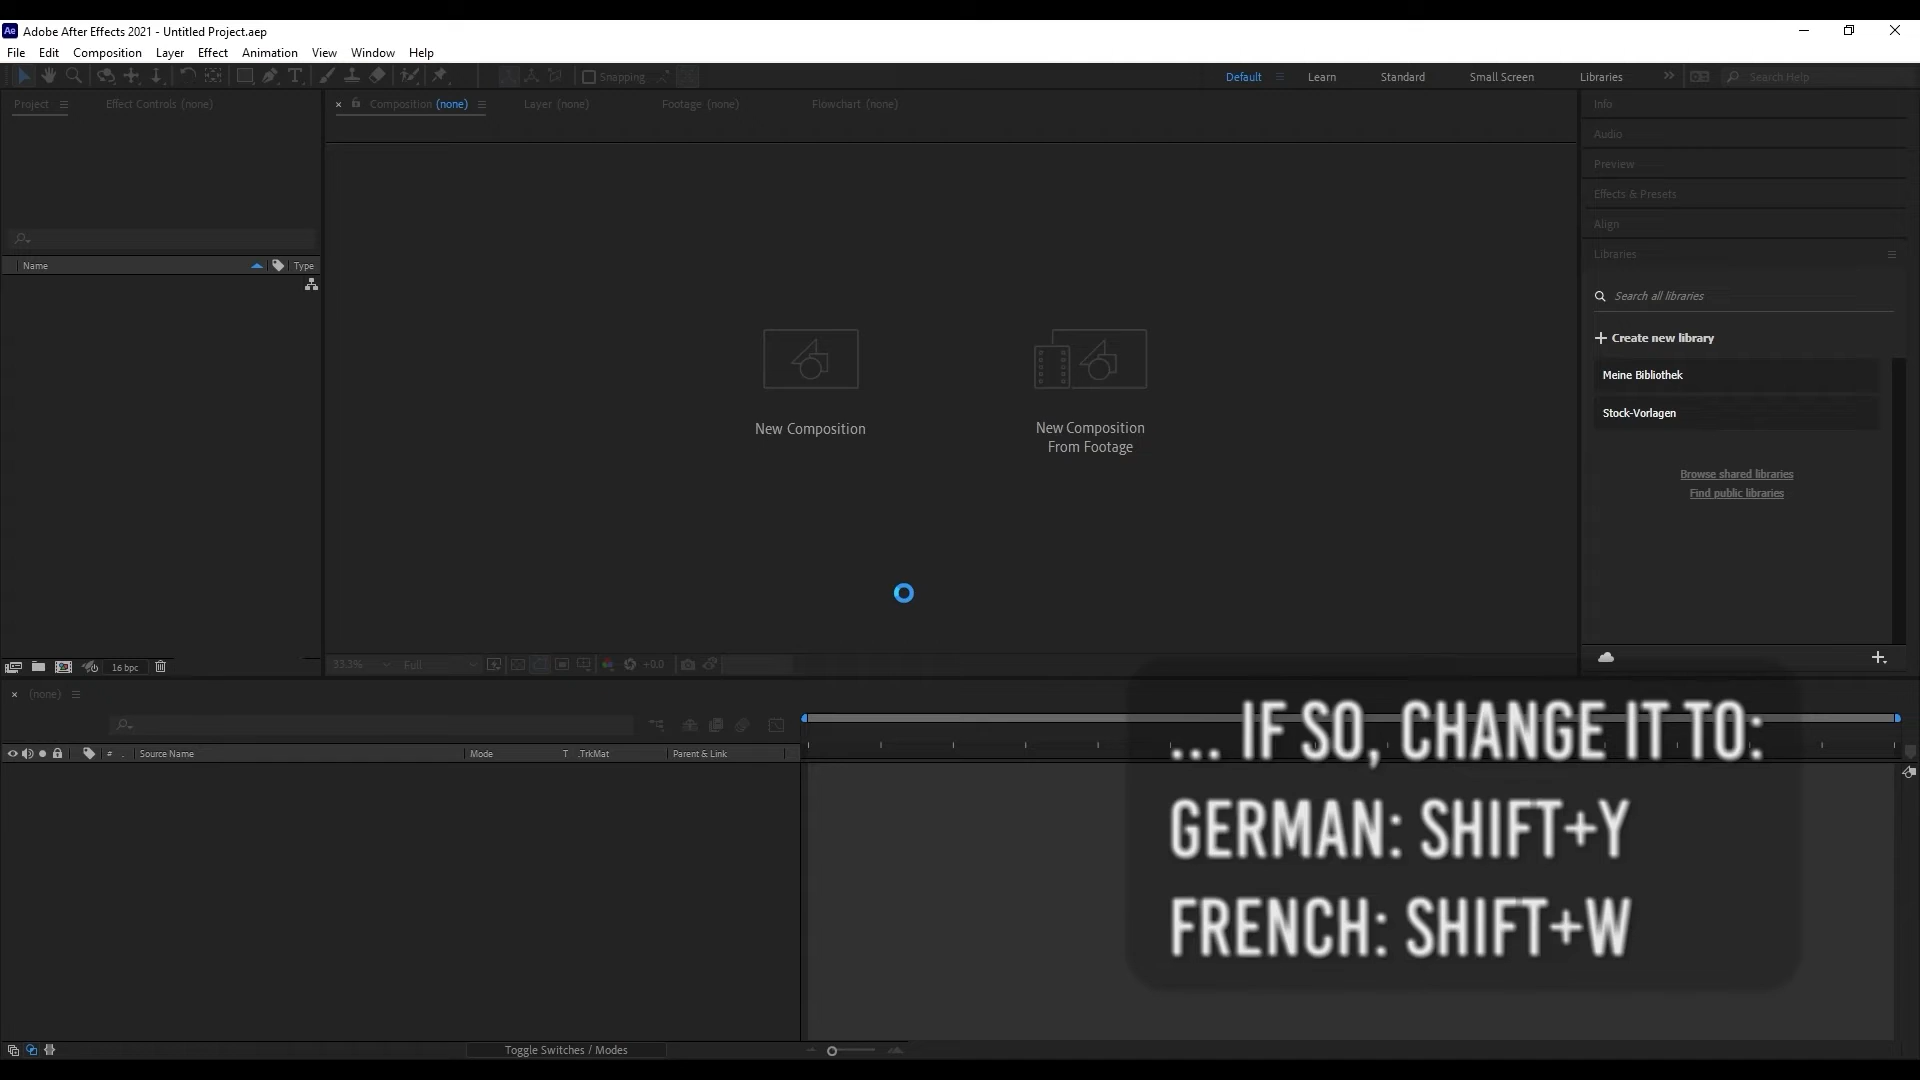 Ae Adobe After Effects 2021 - Untitled Project.aep
File Edit Composition Layer Effect Animation View Window Help
Snapping Default Learn Standard Small Screen Libraries Search Help
Project Effect Controls (none) Composition (none) Layer (none) Footage (none) Flowchart (none) Info
Audio
Preview
Effects & Presets
Align
Libraries
Name Type
Search all libraries
Create new library
Meine Bibliothek
Stock-Vorlagen
New Composition
New Composition
From Footage
Browse shared libraries
Find public libraries
16 bpc 33.3% Full +0.0
(none)
Source Name Mode T .TrkMat Parent & Link
... IF SO, CHANGE IT TO:
GERMAN: SHIFT+Y
FRENCH: SHIFT+W
Toggle Switches / Modes